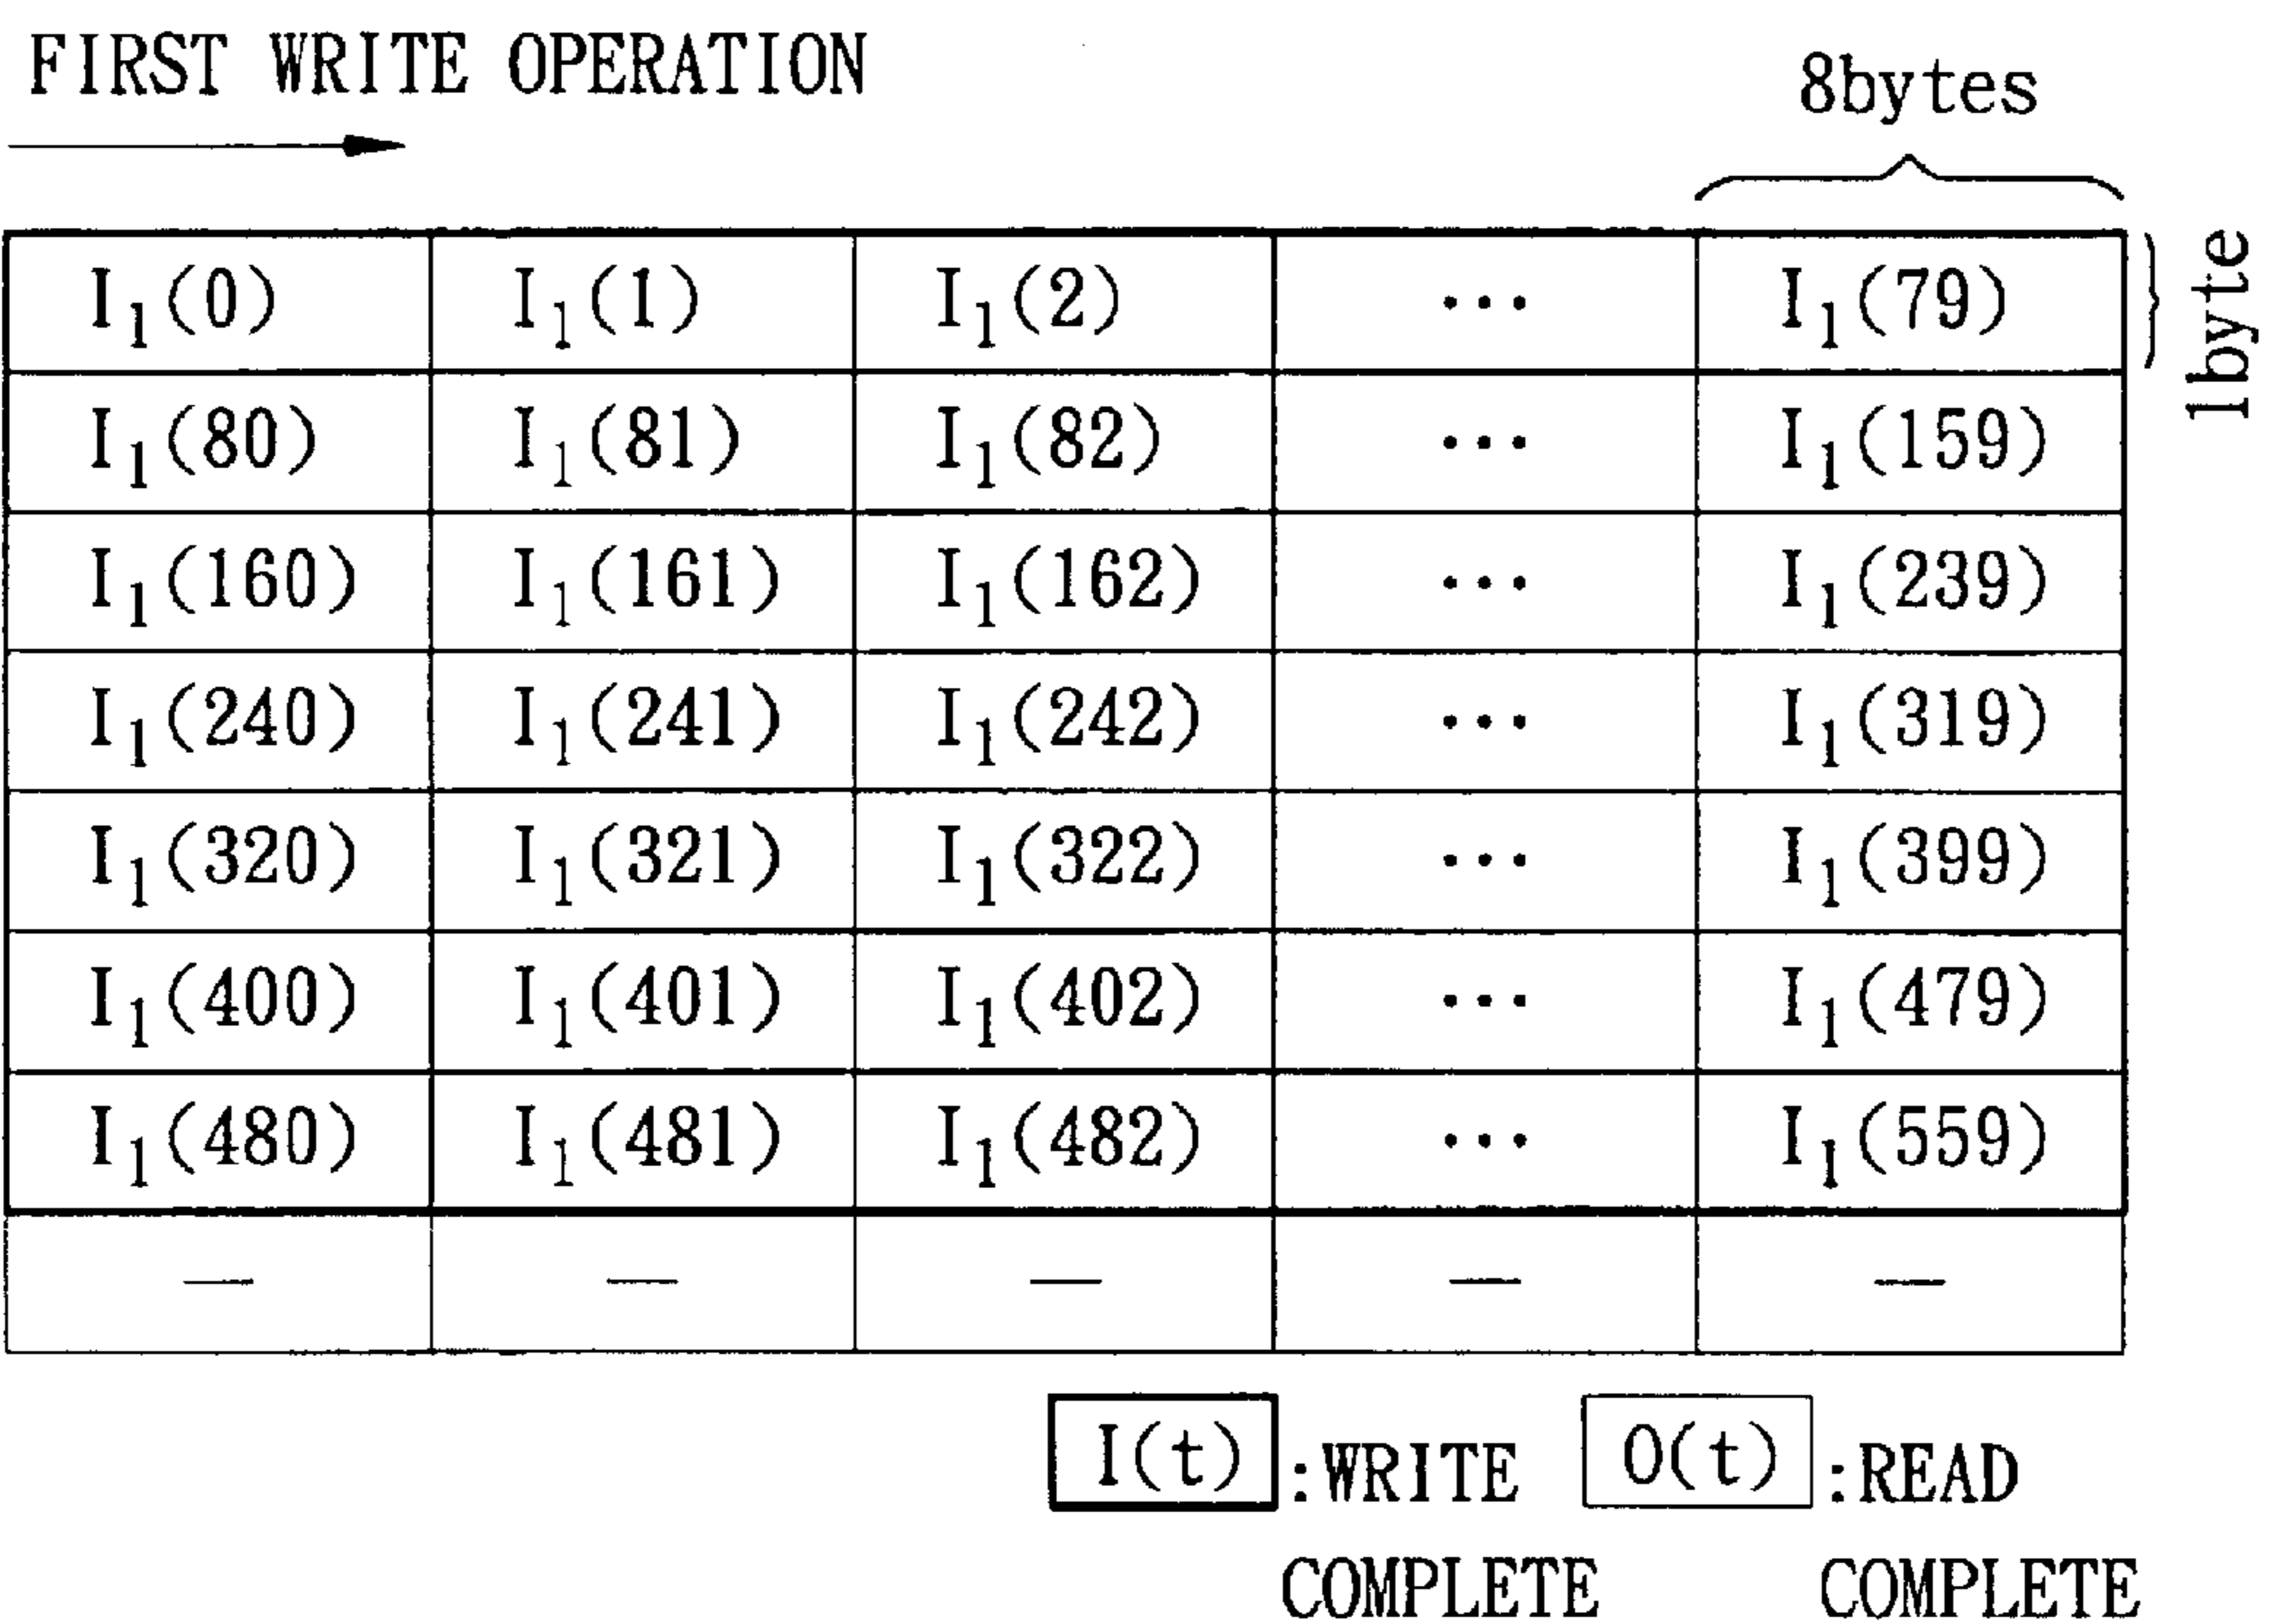 FIRST WRITE OPERATION
8bytes
1byte
I1(0) I1(1) I1(2) ... I1(79)
I1(80) I1(81) I1(82) ... I1(159)
I1(160) I1(161) I1(162) ... I1(239)
I1(240) I1(241) I1(242) ... I1(319)
I1(320) I1(321) I1(322) ... I1(399)
I1(400) I1(401) I1(402) ... I1(479)
I1(480) I1(481) I1(482) ... I1(559)
— — — — —
I(t) :WRITE O(t) :READ
COMPLETE COMPLETE